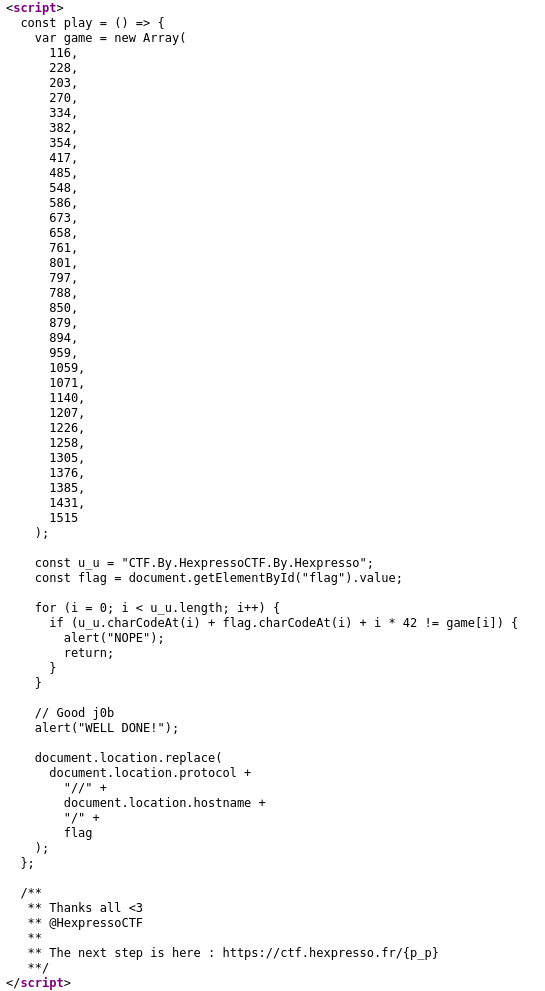 <script>
  const play = () => {
    var game = new Array(
      116,
      228,
      203,
      270,
      334,
      382,
      354,
      417,
      485,
      548,
      586,
      673,
      658,
      761,
      801,
      797,
      788,
      850,
      879,
      894,
      959,
      1059,
      1071,
      1140,
      1207,
      1226,
      1258,
      1305,
      1376,
      1385,
      1431,
      1515
    );

    const u_u = "CTF.By.HexpressoCTF.By.Hexpresso";
    const flag = document.getElementById("flag").value;

    for (i = 0; i < u_u.length; i++) {
      if (u_u.charCodeAt(i) + flag.charCodeAt(i) + i * 42 != game[i]) {
        alert("NOPE");
        return;
      }
    }

    // Good j0b
    alert("WELL DONE!");

    document.location.replace(
      document.location.protocol +
        "//" +
        document.location.hostname +
        "/" +
        flag
    );
  };

  /**
   ** Thanks all <3
   ** @HexpressoCTF
   **
   ** The next step is here : https://ctf.hexpresso.fr/{p_p}
   **/
</script>